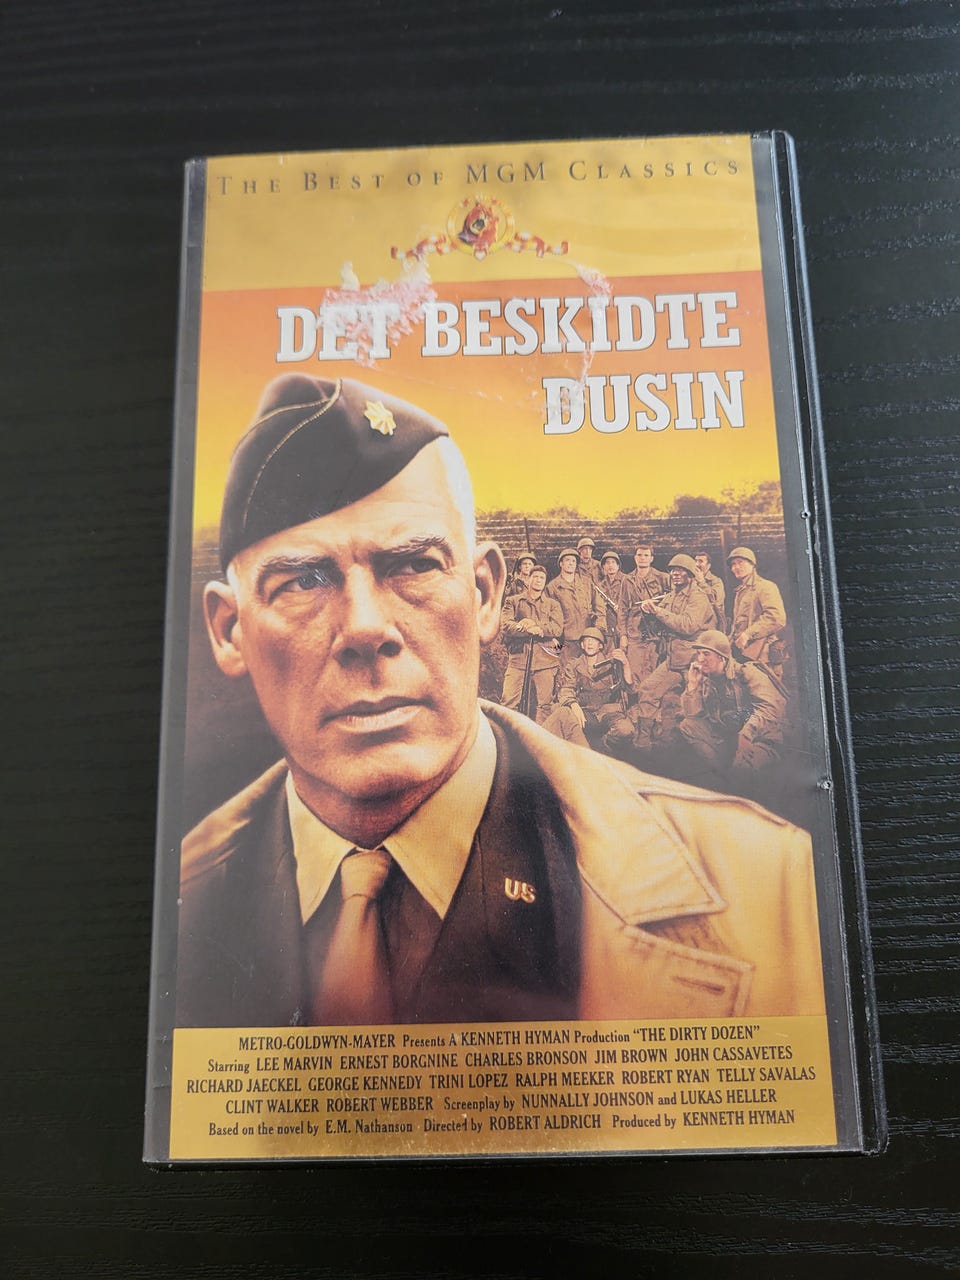 THE BEST OF MGM CLASSICS
DET BESKIDTE
DUSIN
US
METRO-GOLDWYN-MAYER Presents A KENNETH HYMAN Production "THE DIRTY DOZEN"
Starring LEE MARVIN ERNEST BORGNINE CHARLES BRONSON JIM BROWN JOHN CASSAVETES
RICHARD JAECKEL GEORGE KENNEDY TRINI LOPEZ RALPH MEEKER ROBERT RYAN TELLY SAVALAS
CLINT WALKER ROBERT WEBBER Screenplay by NUNNALLY JOHNSON and LUKAS HELLER
Based on the novel by E.M. Nathanson Directed by ROBERT ALDRICH Produced by KENNETH HYMAN